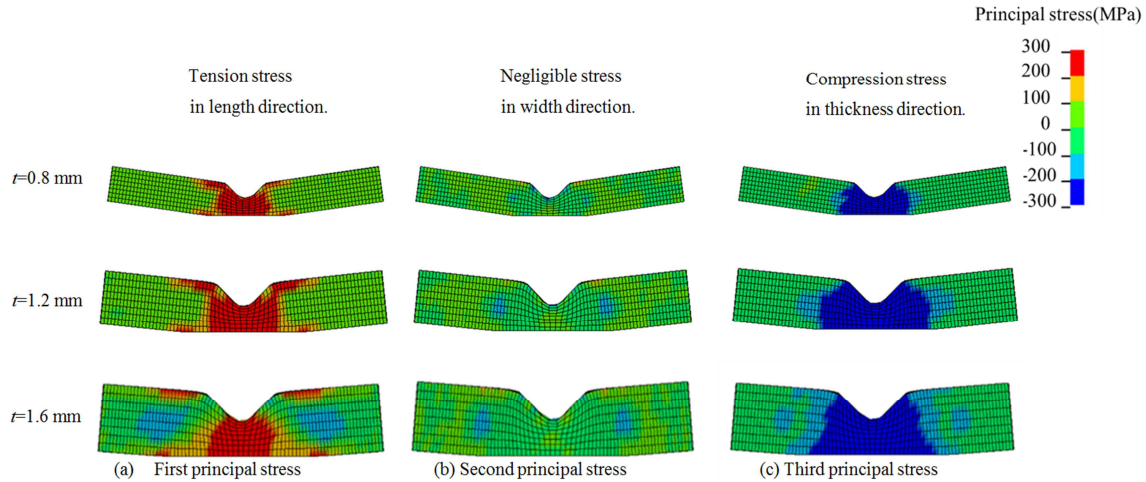 Principal stress(MPa)
Tension stress
in length direction.
Negligible stress
in width direction.
Compression stress
in thickness direction.
300
200
100
0
-100
-200
-300
t=0.8 mm
t=1.2 mm
t=1.6 mm
(a) First principal stress
(b) Second principal stress
(c) Third principal stress